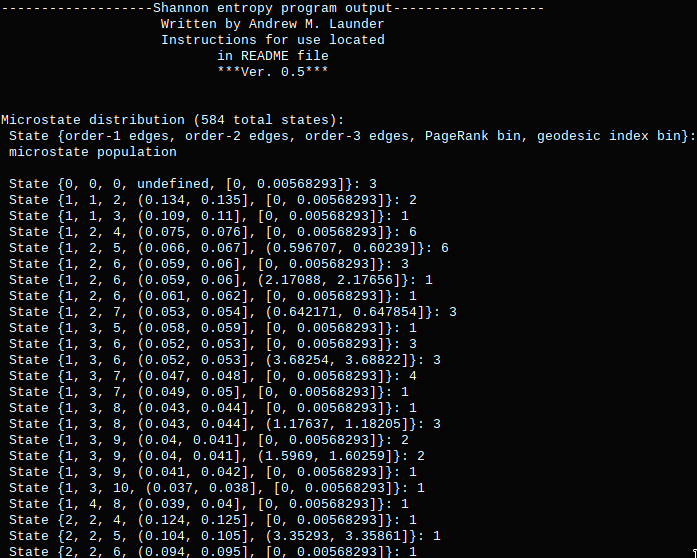 -------------------Shannon entropy program output-------------------
Written by Andrew M. Launder
Instructions for use located
in README file
***Ver. 0.5***
Microstate distribution (584 total states):
State {order-1 edges, order-2 edges, order-3 edges, PageRank bin, geodesic index bin}:
microstate population
State {0, 0, 0, undefined, [0, 0.00568293]}: 3
State {1, 1, 2, (0.134, 0.135], [0, 0.00568293]}: 2
State {1, 1, 3, (0.109, 0.11], [0, 0.00568293]}: 1
State {1, 2, 4, (0.075, 0.076], [0, 0.00568293]}: 6
State {1, 2, 5, (0.066, 0.067], (0.596707, 0.60239]}: 6
State {1, 2, 6, (0.059, 0.06], [0, 0.00568293]}: 3
State {1, 2, 6, (0.059, 0.06], (2.17088, 2.17656]}: 1
State {1, 2, 6, (0.061, 0.062], [0, 0.00568293]}: 1
State {1, 2, 7, (0.053, 0.054], (0.642171, 0.647854]}: 3
State {1, 3, 5, (0.058, 0.059], [0, 0.00568293]}: 1
State {1, 3, 6, (0.052, 0.053], [0, 0.00568293]}: 3
State {1, 3, 6, (0.052, 0.053], (3.68254, 3.68822]}: 3
State {1, 3, 7, (0.047, 0.048], [0, 0.00568293]}: 4
State {1, 3, 7, (0.049, 0.05], [0, 0.00568293]}: 1
State {1, 3, 8, (0.043, 0.044], [0, 0.00568293]}: 1
State {1, 3, 8, (0.043, 0.044], (1.17637, 1.18205]}: 3
State {1, 3, 9, (0.04, 0.041], [0, 0.00568293]}: 2
State {1, 3, 9, (0.04, 0.041], (1.5969, 1.60259]}: 2
State {1, 3, 9, (0.041, 0.042], [0, 0.00568293]}: 1
State {1, 3, 10, (0.037, 0.038], [0, 0.00568293]}: 1
State {1, 4, 8, (0.039, 0.04], [0, 0.00568293]}: 1
State {2, 2, 4, (0.124, 0.125], [0, 0.00568293]}: 1
State {2, 2, 5, (0.104, 0.105], (3.35293, 3.35861]}: 1
State {2, 2, 6, (0.094, 0.095], [0, 0.00568293]}: 1